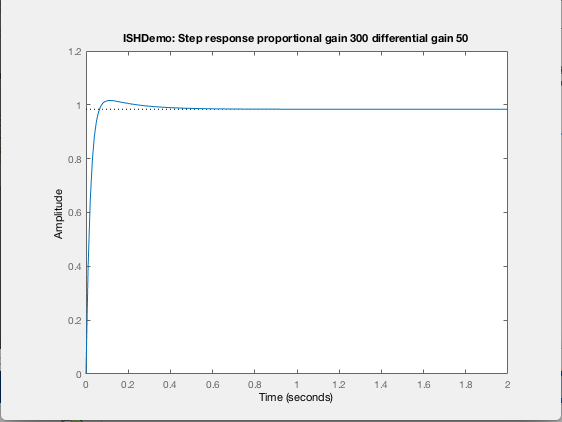 ISHDemo: Step response proportional gain 300 differential gain 50
1.2
1
0.8
0.6
0.4
0.2
0
Amplitude
0 0.2 0.4 0.6 0.8 1 1.2 1.4 1.6 1.8 2
Time (seconds)